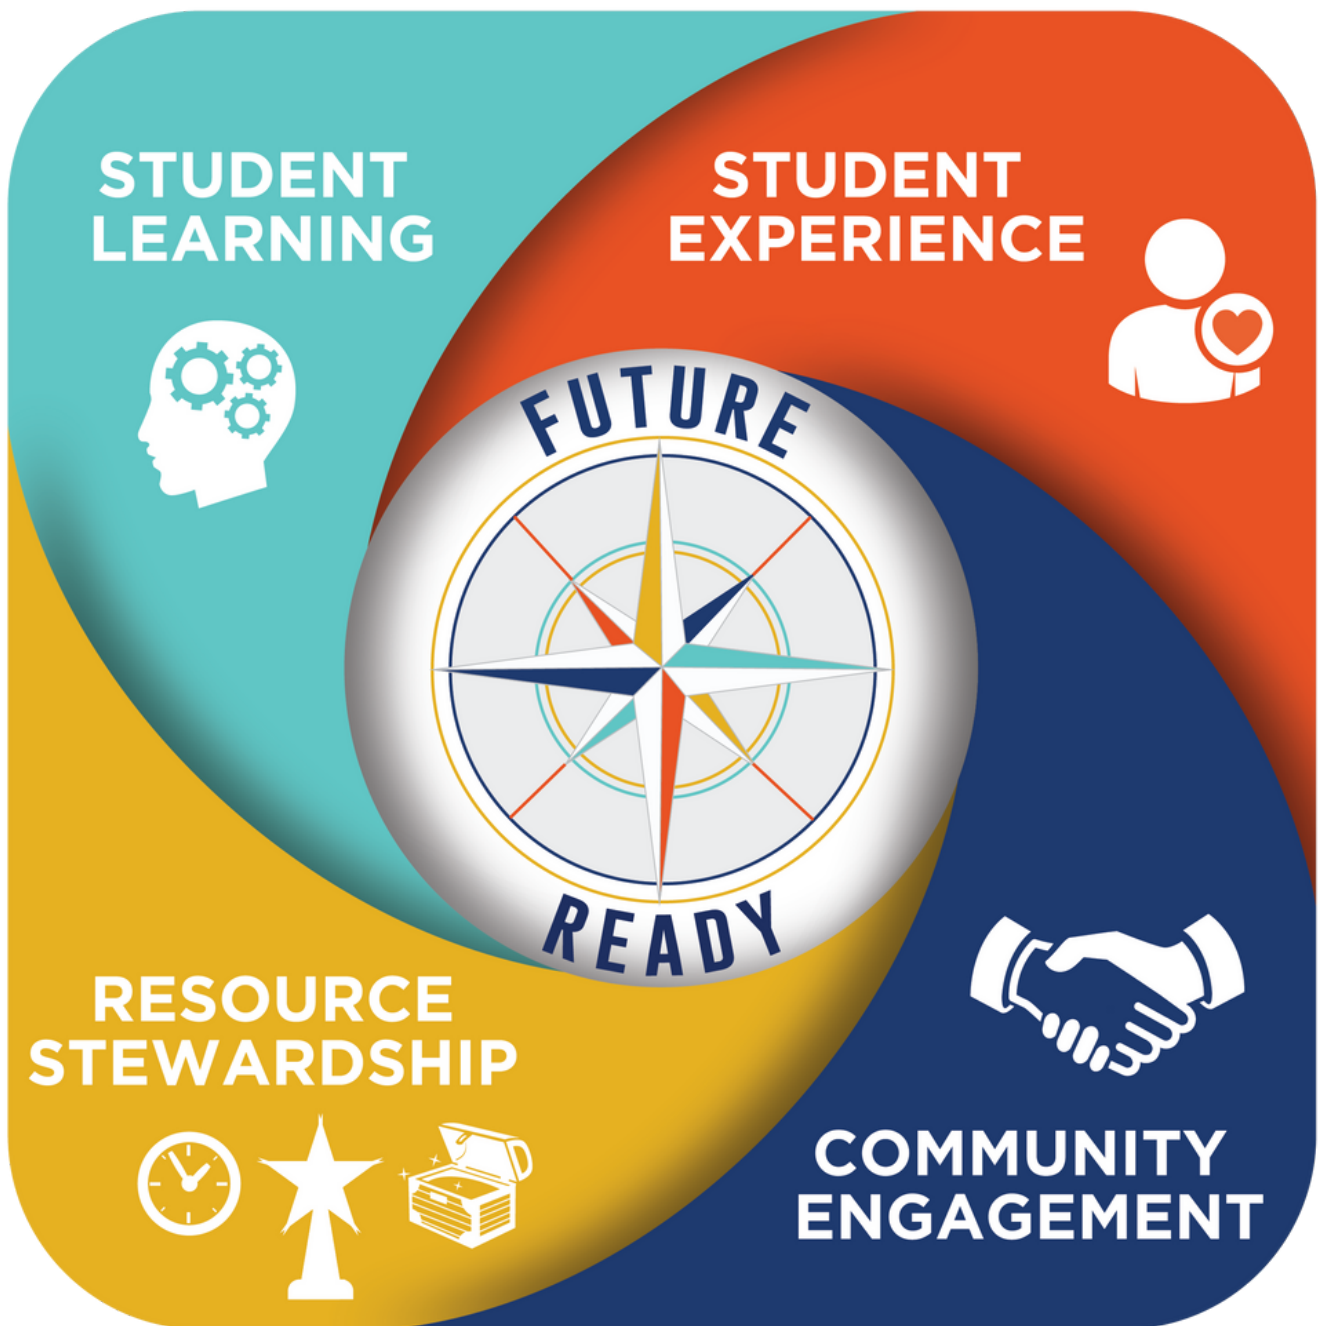 STUDENT
LEARNING
STUDENT
EXPERIENCE
FUTURE
READY
RESOURCE
STEWARDSHIP
COMMUNITY
ENGAGEMENT